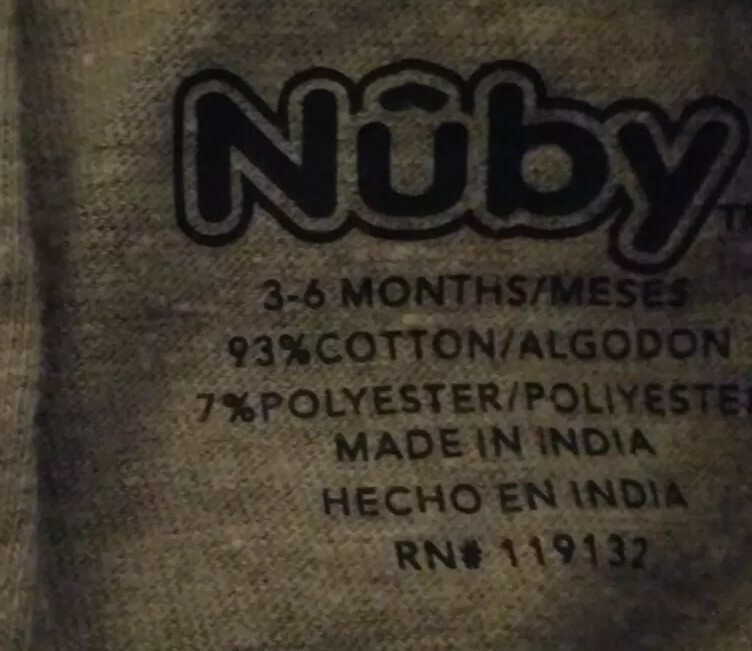 Nûby TM
3-6 MONTHS/MESES
93%COTTON/ALGODON
7%POLYESTER/POLIYESTE
MADE IN INDIA
HECHO EN INDIA
RN# 119132